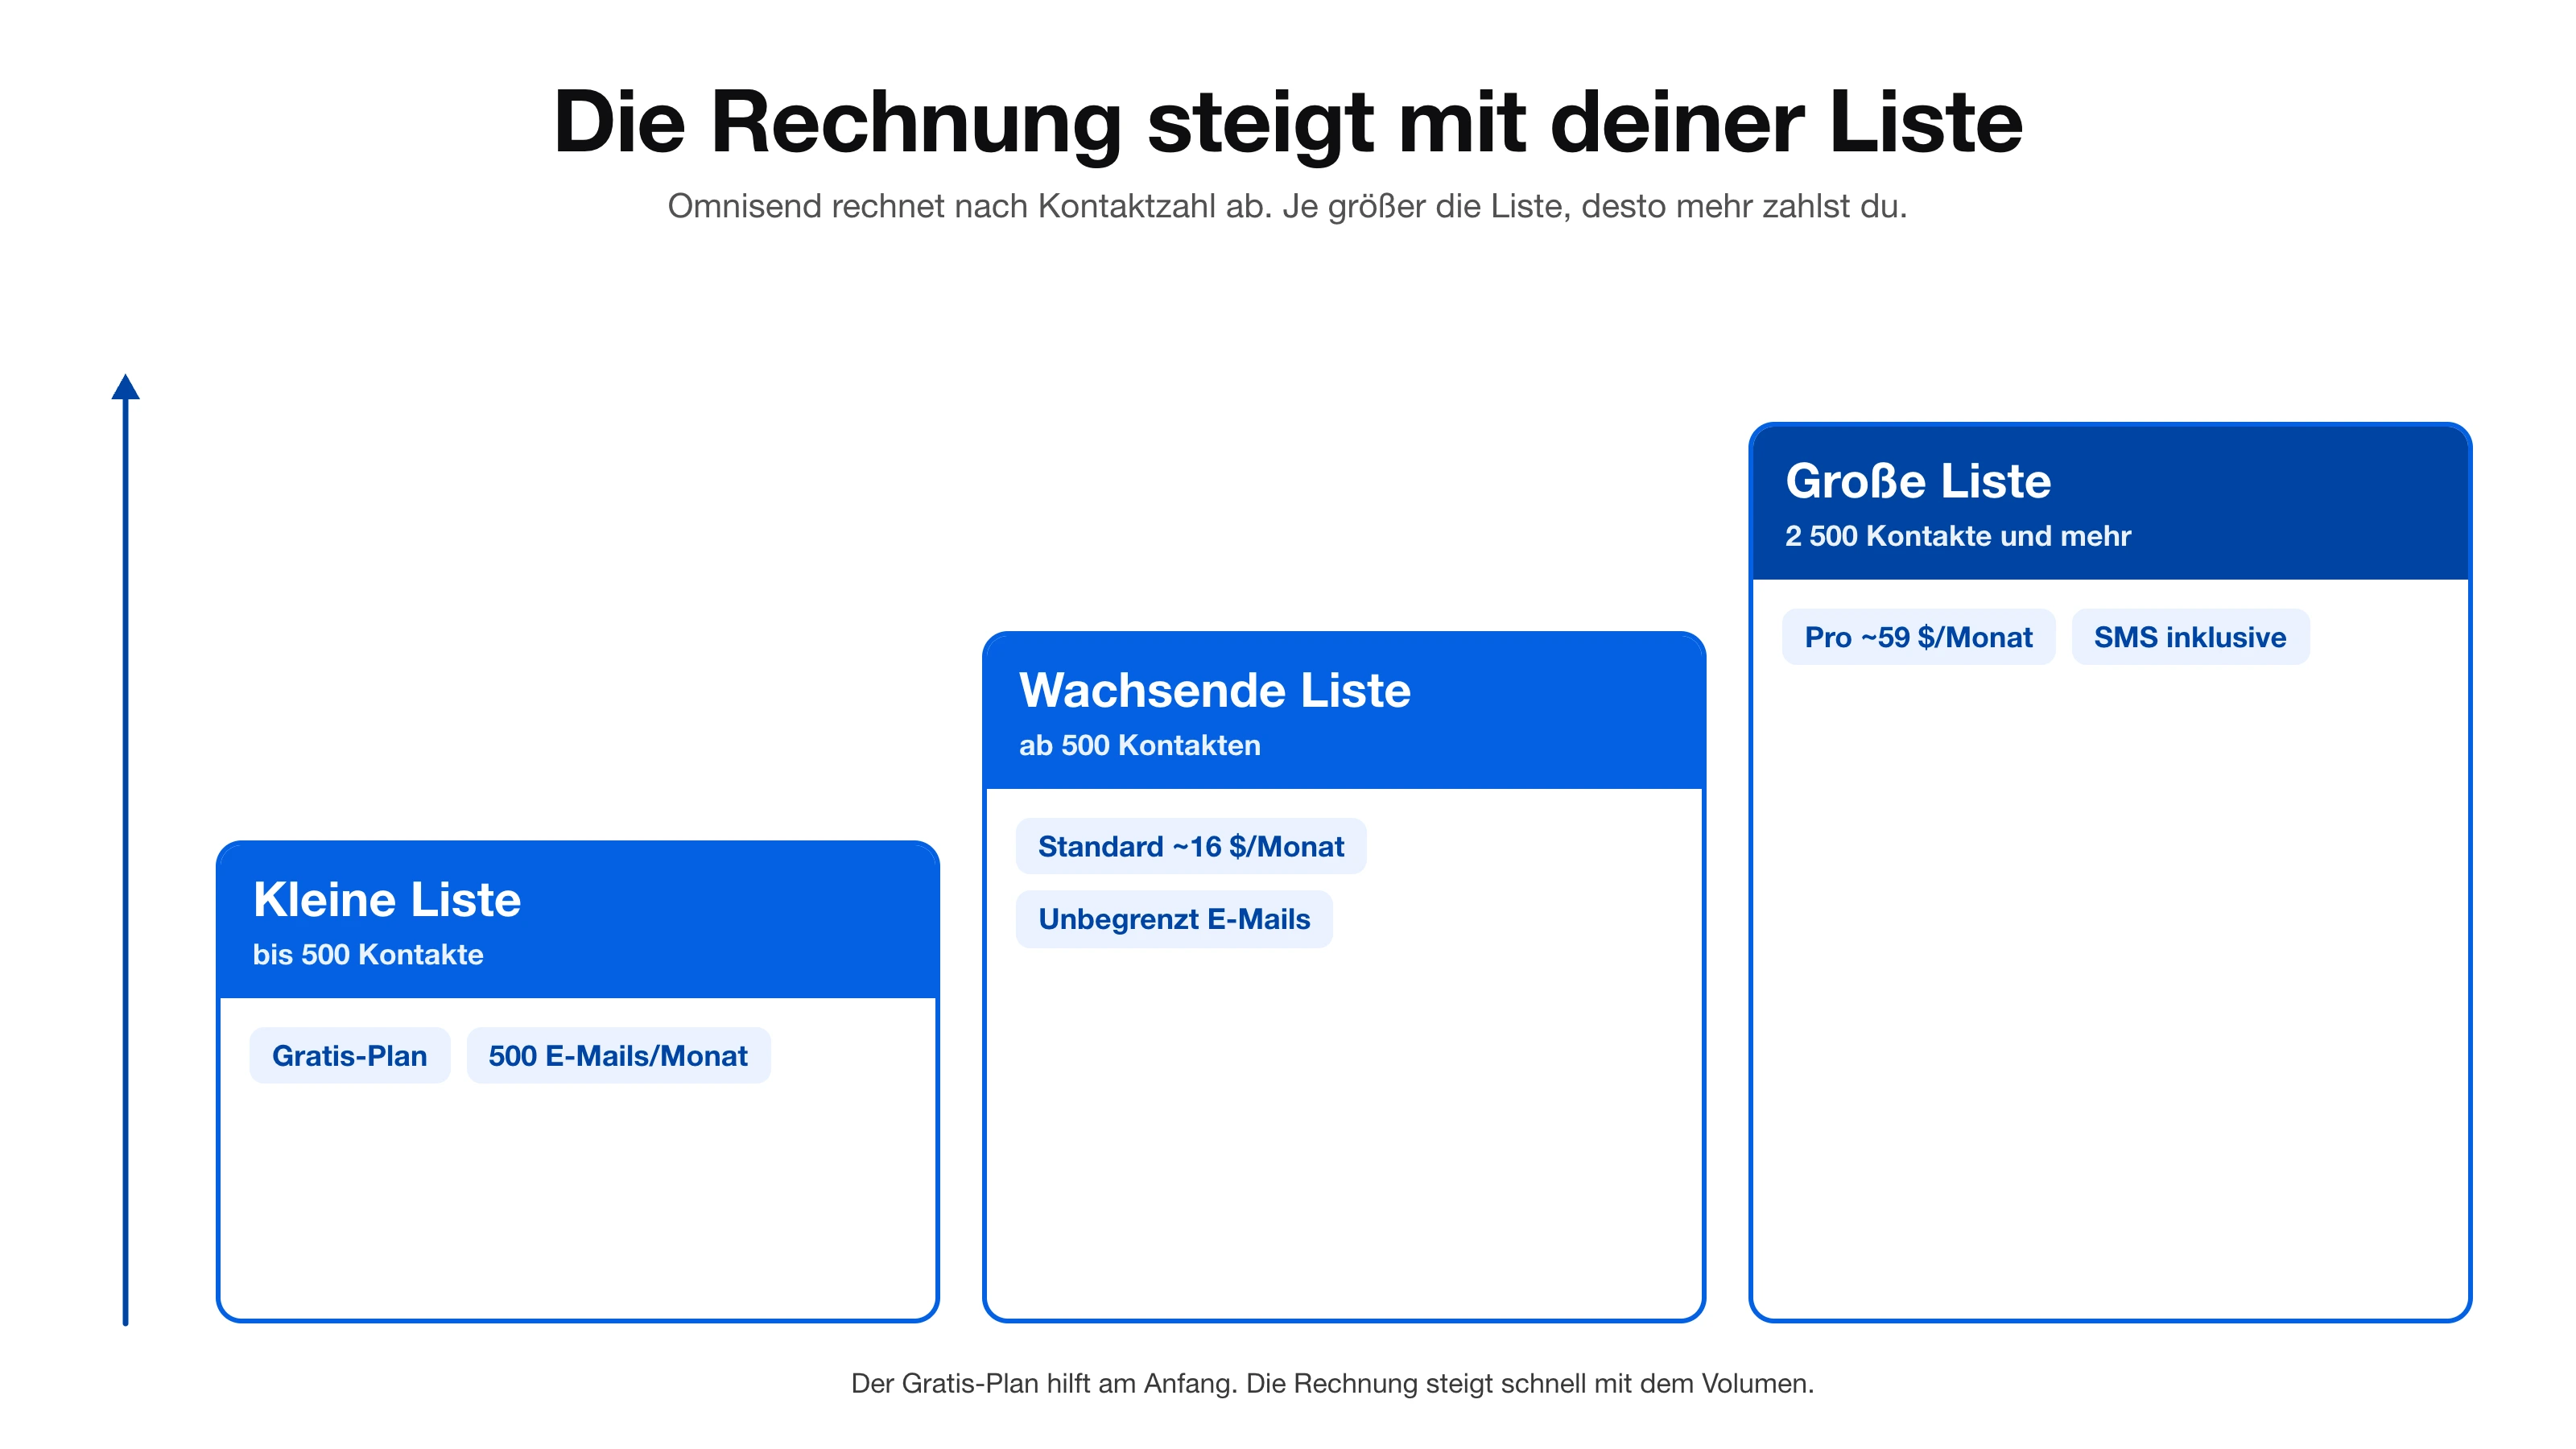 Die Rechnung steigt mit deiner Liste
Omnisend rechnet nach Kontaktzahl ab. Je größer die Liste, desto mehr zahlst du.
Kleine Liste
bis 500 Kontakte
Gratis-Plan
500 E-Mails/Monat
Wachsende Liste
ab 500 Kontakten
Standard ~16 $/Monat
Unbegrenzt E-Mails
Große Liste
2 500 Kontakte und mehr
Pro ~59 $/Monat
SMS inklusive
Der Gratis-Plan hilft am Anfang. Die Rechnung steigt schnell mit dem Volumen.